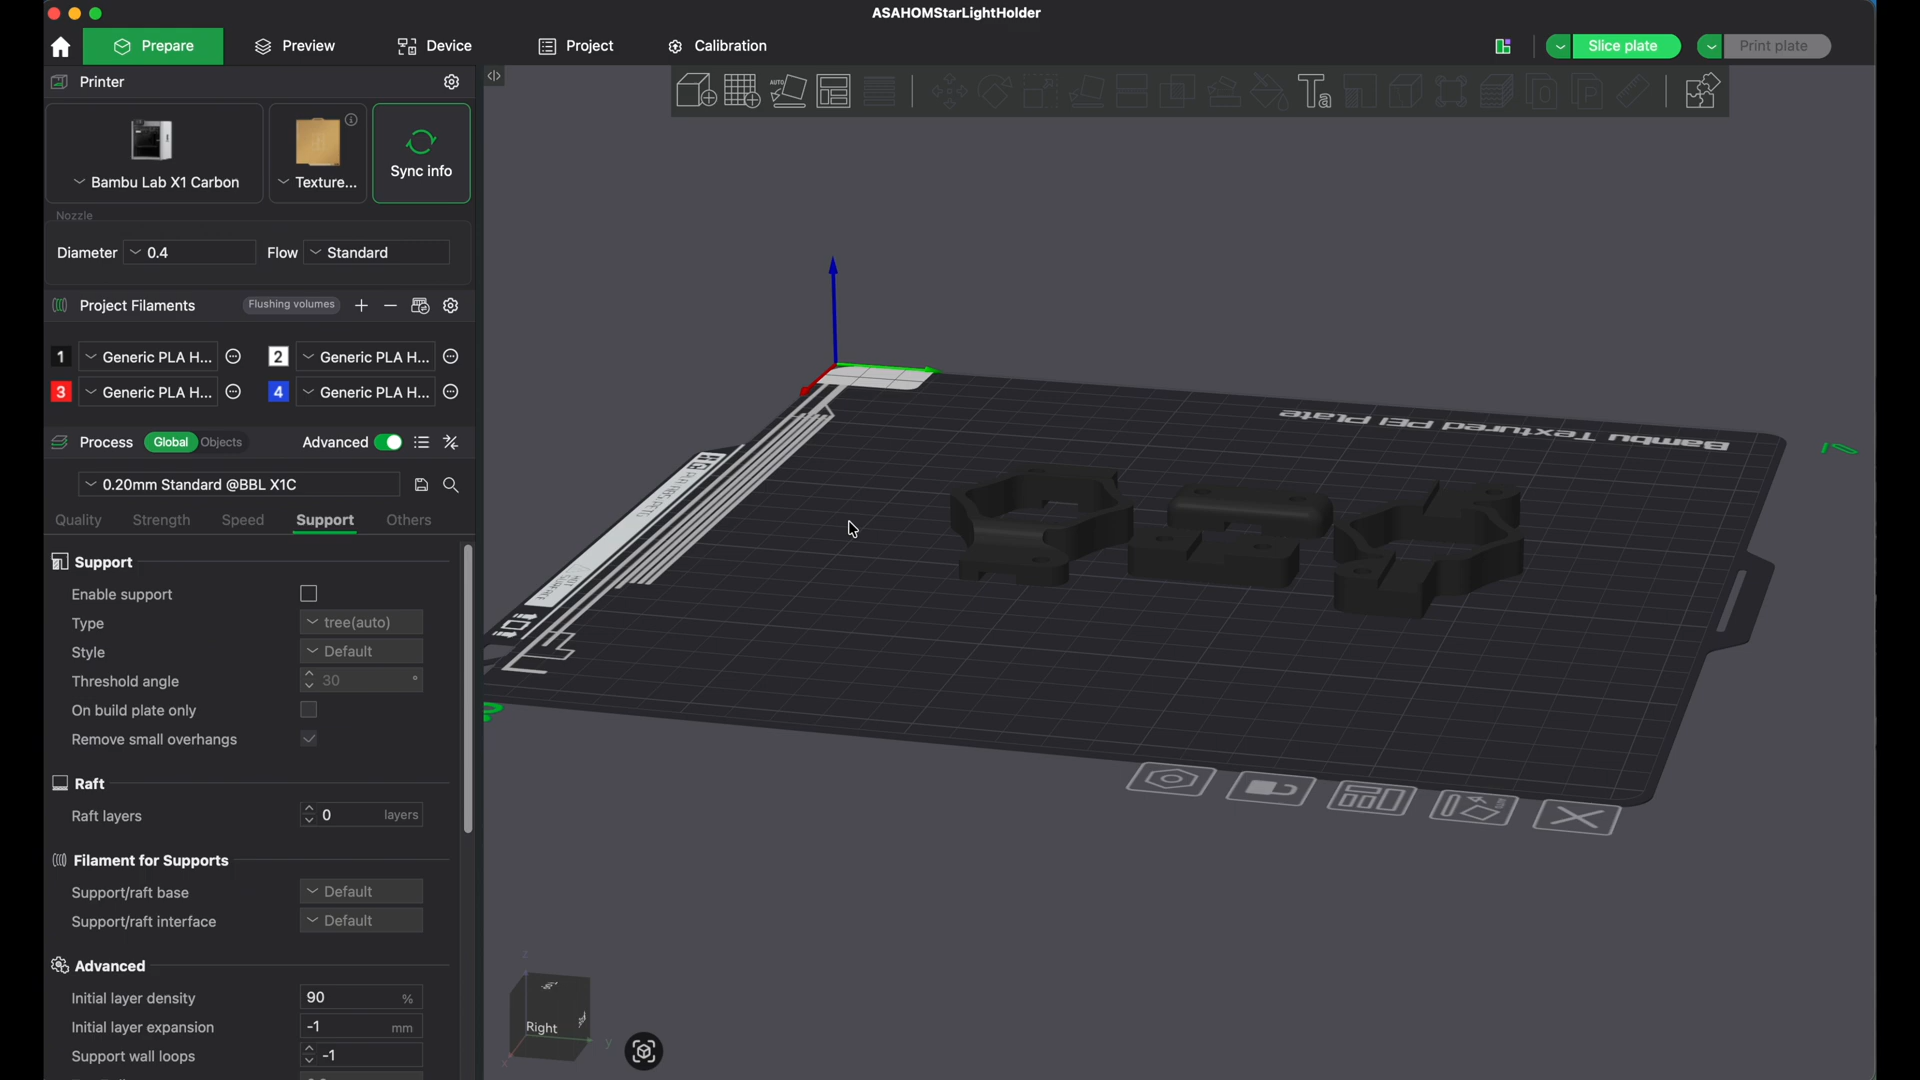 ASAHOMStarLightHolder
Prepare
Preview
Device
Project
Calibration
Slice plate
Print plate
Printer
Bambu Lab X1 Carbon
Texture...
Sync info
Nozzle
Diameter
0.4
Flow
Standard
Project Filaments
Flushing volumes
1
Generic PLA H...
2
Generic PLA H...
3
Generic PLA H...
4
Generic PLA H...
Process
Global
Objects
Advanced
0.20mm Standard @BBL X1C
Quality
Strength
Speed
Support
Others
Support
Enable support
Type
tree(auto)
Style
Default
Threshold angle
30
°
On build plate only
Remove small overhangs
Raft
Raft layers
0
layers
Filament for Supports
Support/raft base
Default
Support/raft interface
Default
Advanced
Initial layer density
90
%
Initial layer expansion
-1
mm
Support wall loops
-1
AUTO
Ta
Bambu Textured PEI Plate
z
Right
y
x